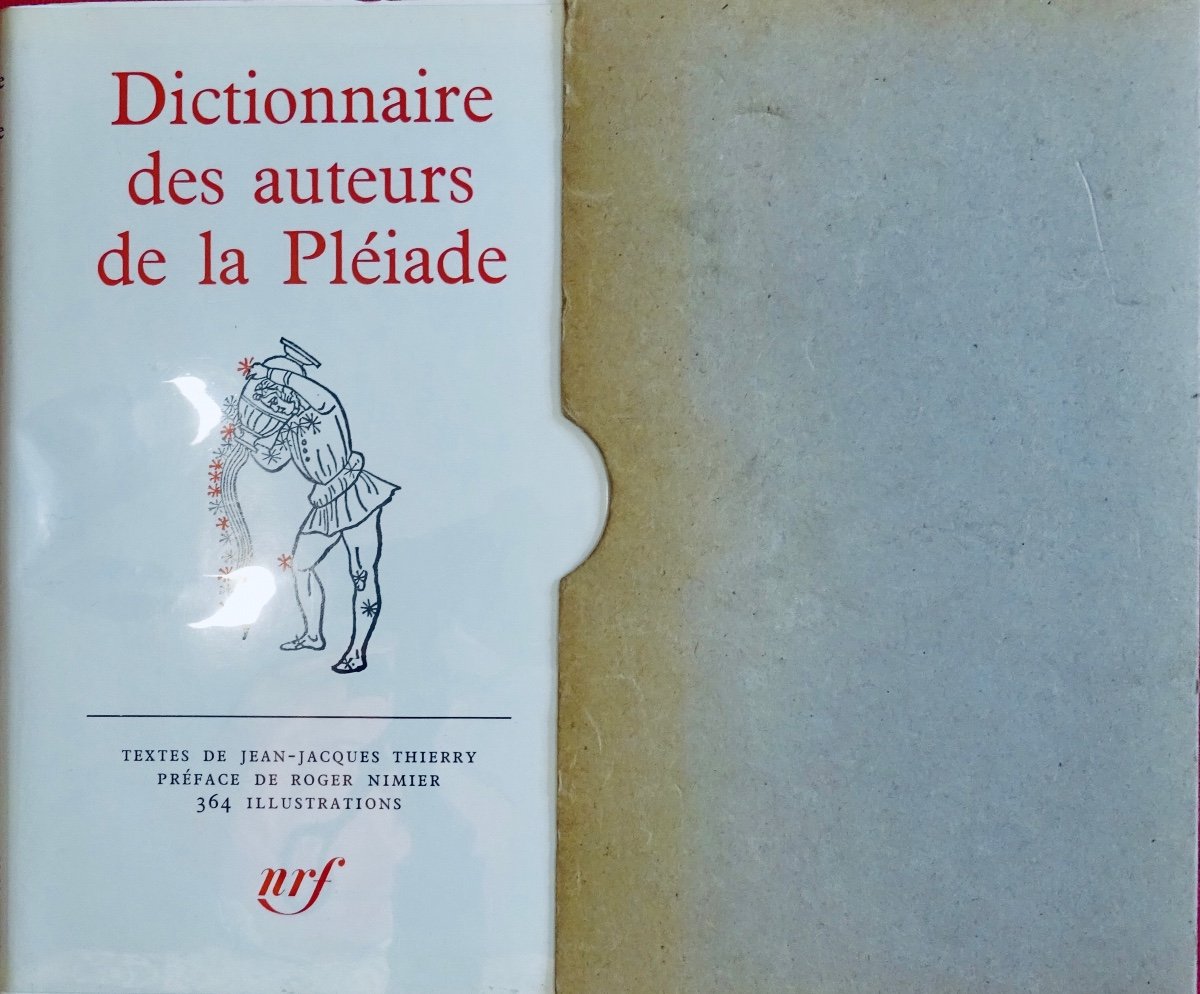 Dictionnaire
des auteurs
de la Pléiade
TEXTES DE JEAN-JACQUES THIERRY
PRÉFACE DE ROGER NIMIER
364 ILLUSTRATIONS
nrf